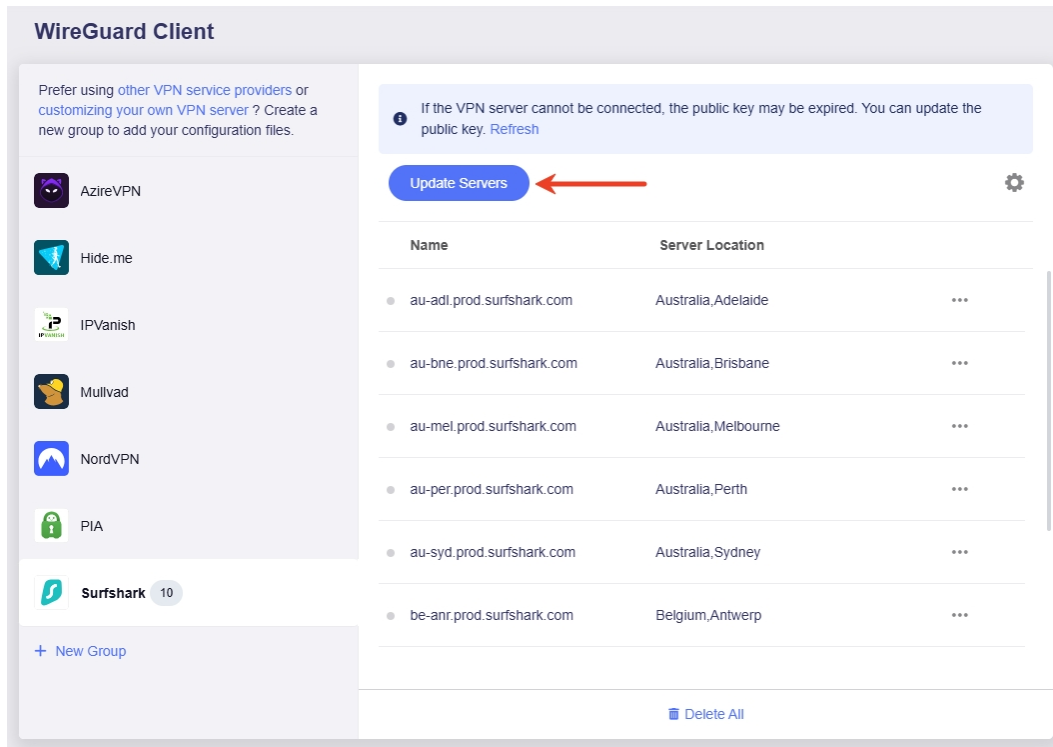 WireGuard Client
Prefer using other VPN service providers or
customizing your own VPN server ? Create a
new group to add your configuration files.
AzireVPN
Hide.me
IPVANISH
IPVanish
Mullvad
NordVPN
PIA
Surfshark 10
+ New Group
If the VPN server cannot be connected, the public key may be expired. You can update the
public key. Refresh
Update Servers
Name Server Location
au-adl.prod.surfshark.com Australia,Adelaide
au-bne.prod.surfshark.com Australia,Brisbane
au-mel.prod.surfshark.com Australia,Melbourne
au-per.prod.surfshark.com Australia,Perth
au-syd.prod.surfshark.com Australia,Sydney
be-anr.prod.surfshark.com Belgium,Antwerp
Delete All